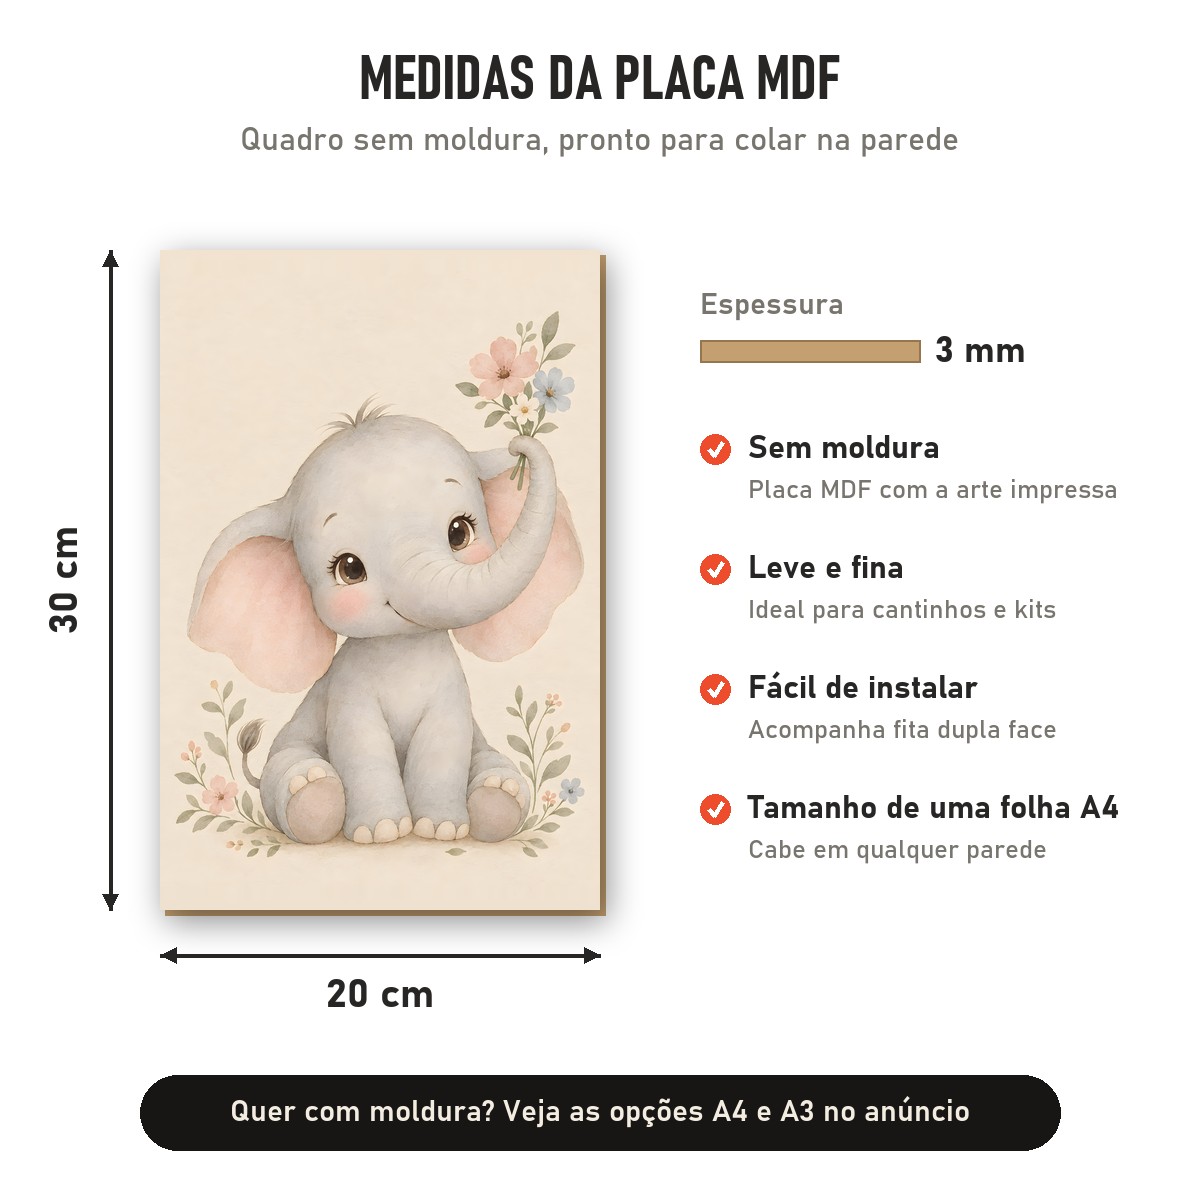 MEDIDAS DA PLACA MDF
Quadro sem moldura, pronto para colar na parede
30 cm
20 cm
Espessura
3 mm
Sem moldura
Placa MDF com a arte impressa
Leve e fina
Ideal para cantinhos e kits
Fácil de instalar
Acompanha fita dupla face
Tamanho de uma folha A4
Cabe em qualquer parede
Quer com moldura? Veja as opções A4 e A3 no anúncio